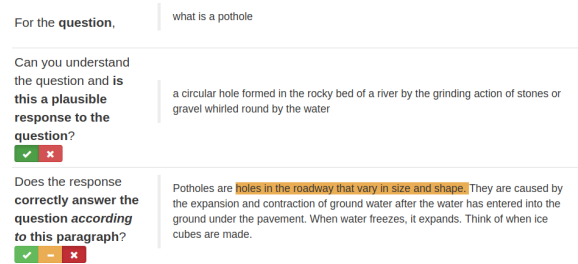 For the question,
what is a pothole
Can you understand
the question and is
this a plausible
response to the
question?
a circular hole formed in the rocky bed of a river by the grinding action of stones or
gravel whirled round by the water
Does the response
correctly answer the
question according
to this paragraph?
Potholes are holes in the roadway that vary in size and shape. They are caused by
the expansion and contraction of ground water after the water has entered into the
ground under the pavement. When water freezes, it expands. Think of when ice
cubes are made.